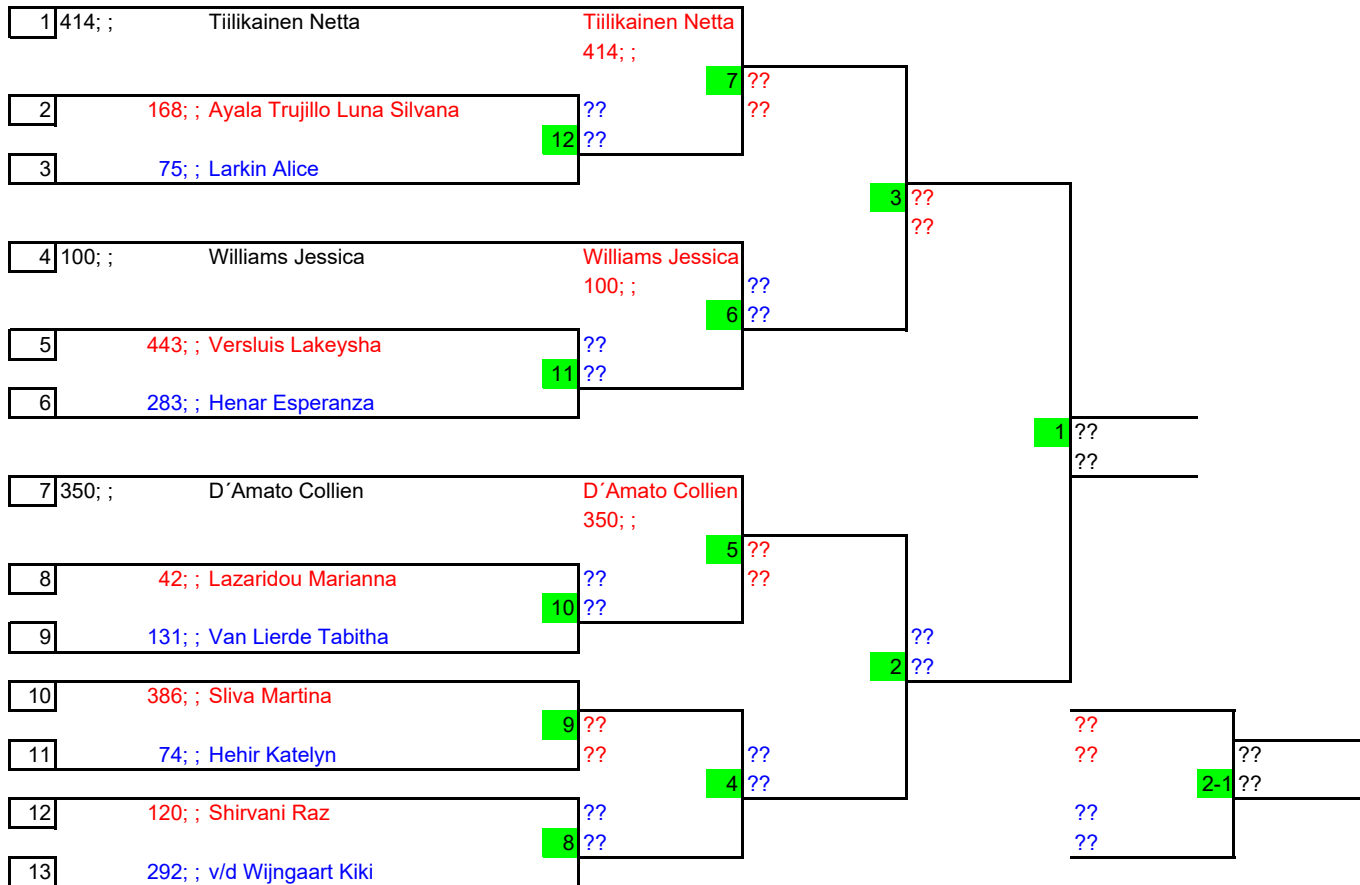 1 414; ; Tiilikainen Netta Tiilikainen Netta
414; ;
7 ??
2 168; ; Ayala Trujillo Luna Silvana ?? ??
12 ??
3 75; ; Larkin Alice
3 ??
??
4 100; ; Williams Jessica Williams Jessica
100; ; ??
6 ??
5 443; ; Versluis Lakeysha ??
11 ??
6 283; ; Henar Esperanza
1 ??
??
7 350; ; D´Amato Collien D´Amato Collien
350; ;
5 ??
8 42; ; Lazaridou Marianna ?? ??
10 ??
9 131; ; Van Lierde Tabitha ??
2 ??
10 386; ; Sliva Martina
9 ?? ??
11 74; ; Hehir Katelyn ?? ?? ?? ??
4 ?? 2-1 ??
12 120; ; Shirvani Raz ?? ??
8 ?? ??
13 292; ; v/d Wijngaart Kiki